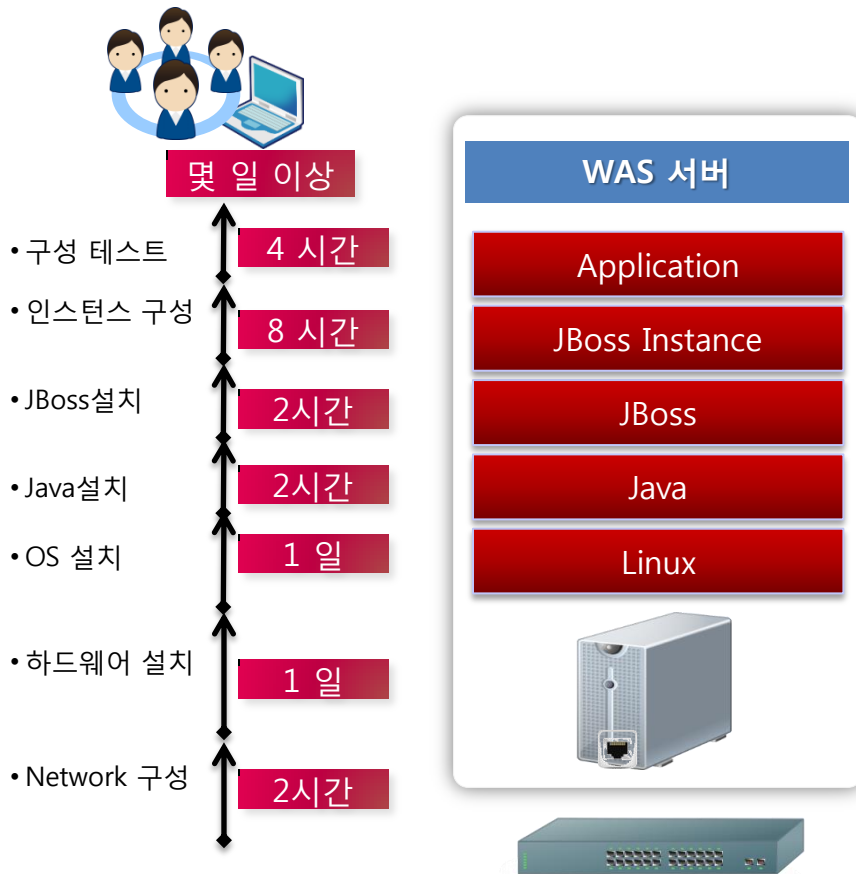 몇 일 이상
• 구성 테스트
4 시간
• 인스턴스 구성
8 시간
• JBoss설치
2시간
• Java설치
2시간
• OS 설치
1 일
• 하드웨어 설치
1 일
• Network 구성
2시간
WAS 서버
Application
JBoss Instance
JBoss
Java
Linux